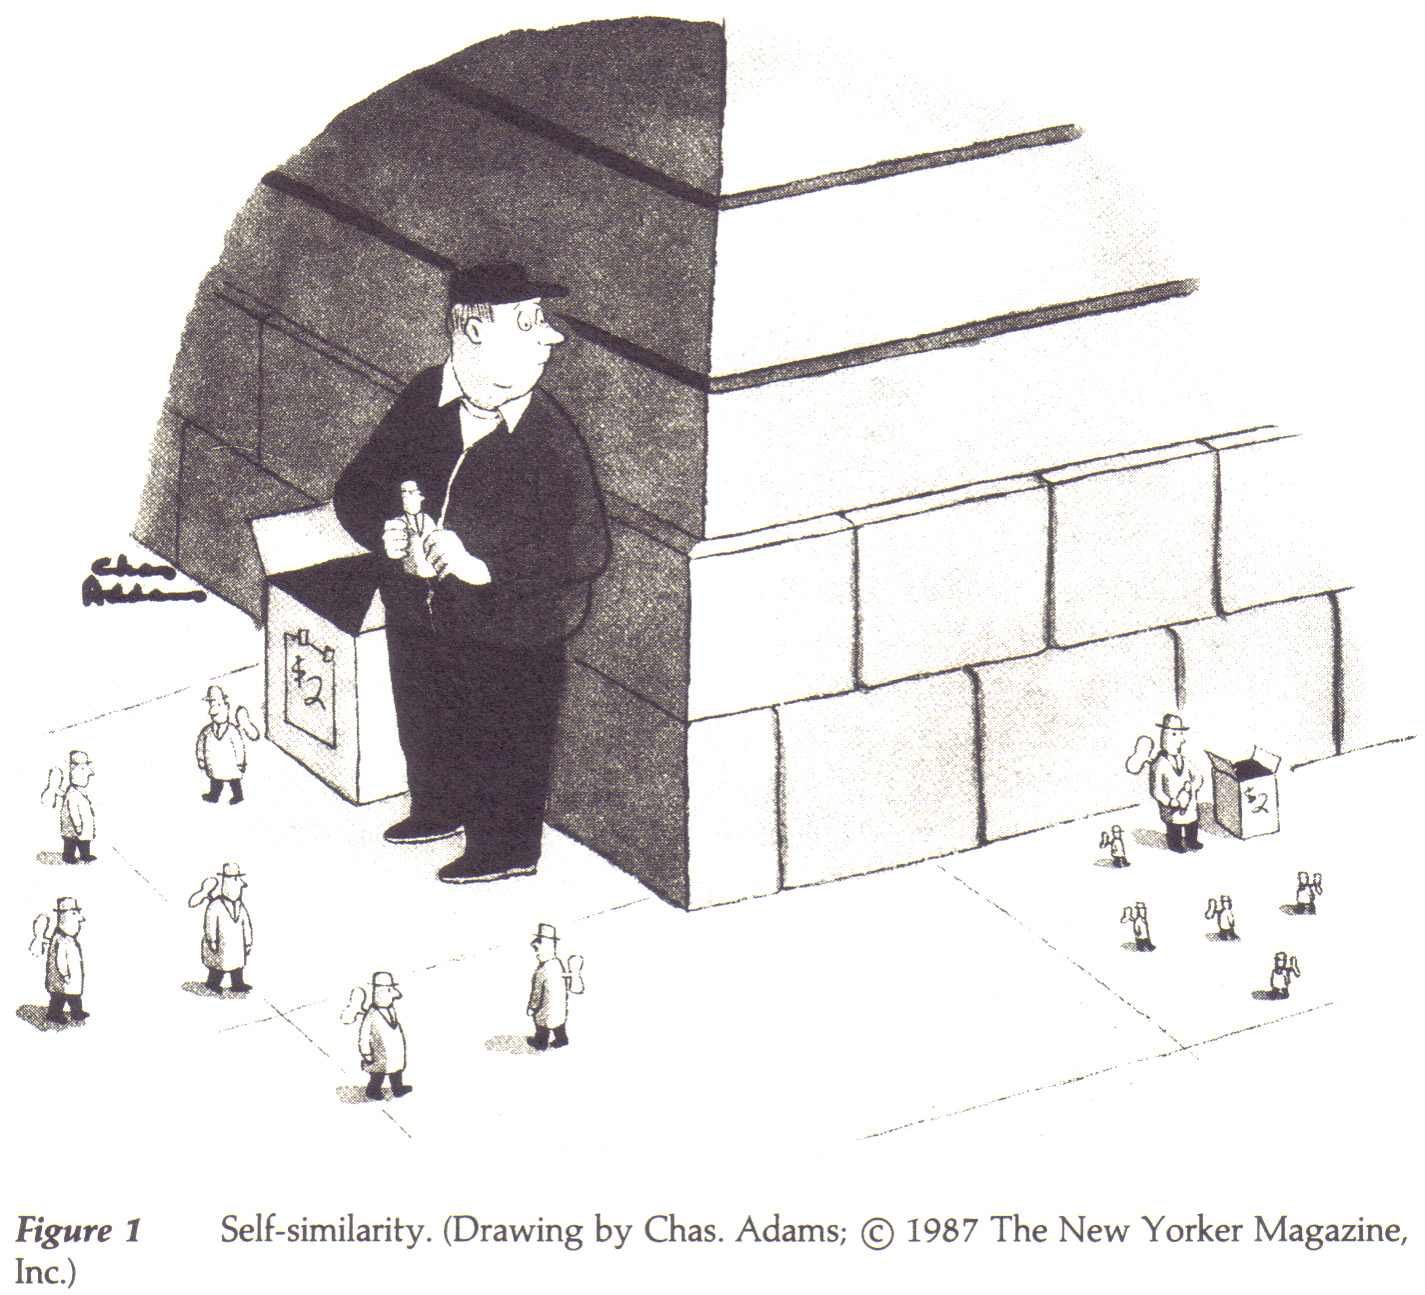 Chas
Addams
$2
$2
Figure 1 Self-similarity. (Drawing by Chas. Adams; © 1987 The New Yorker Magazine,
Inc.)